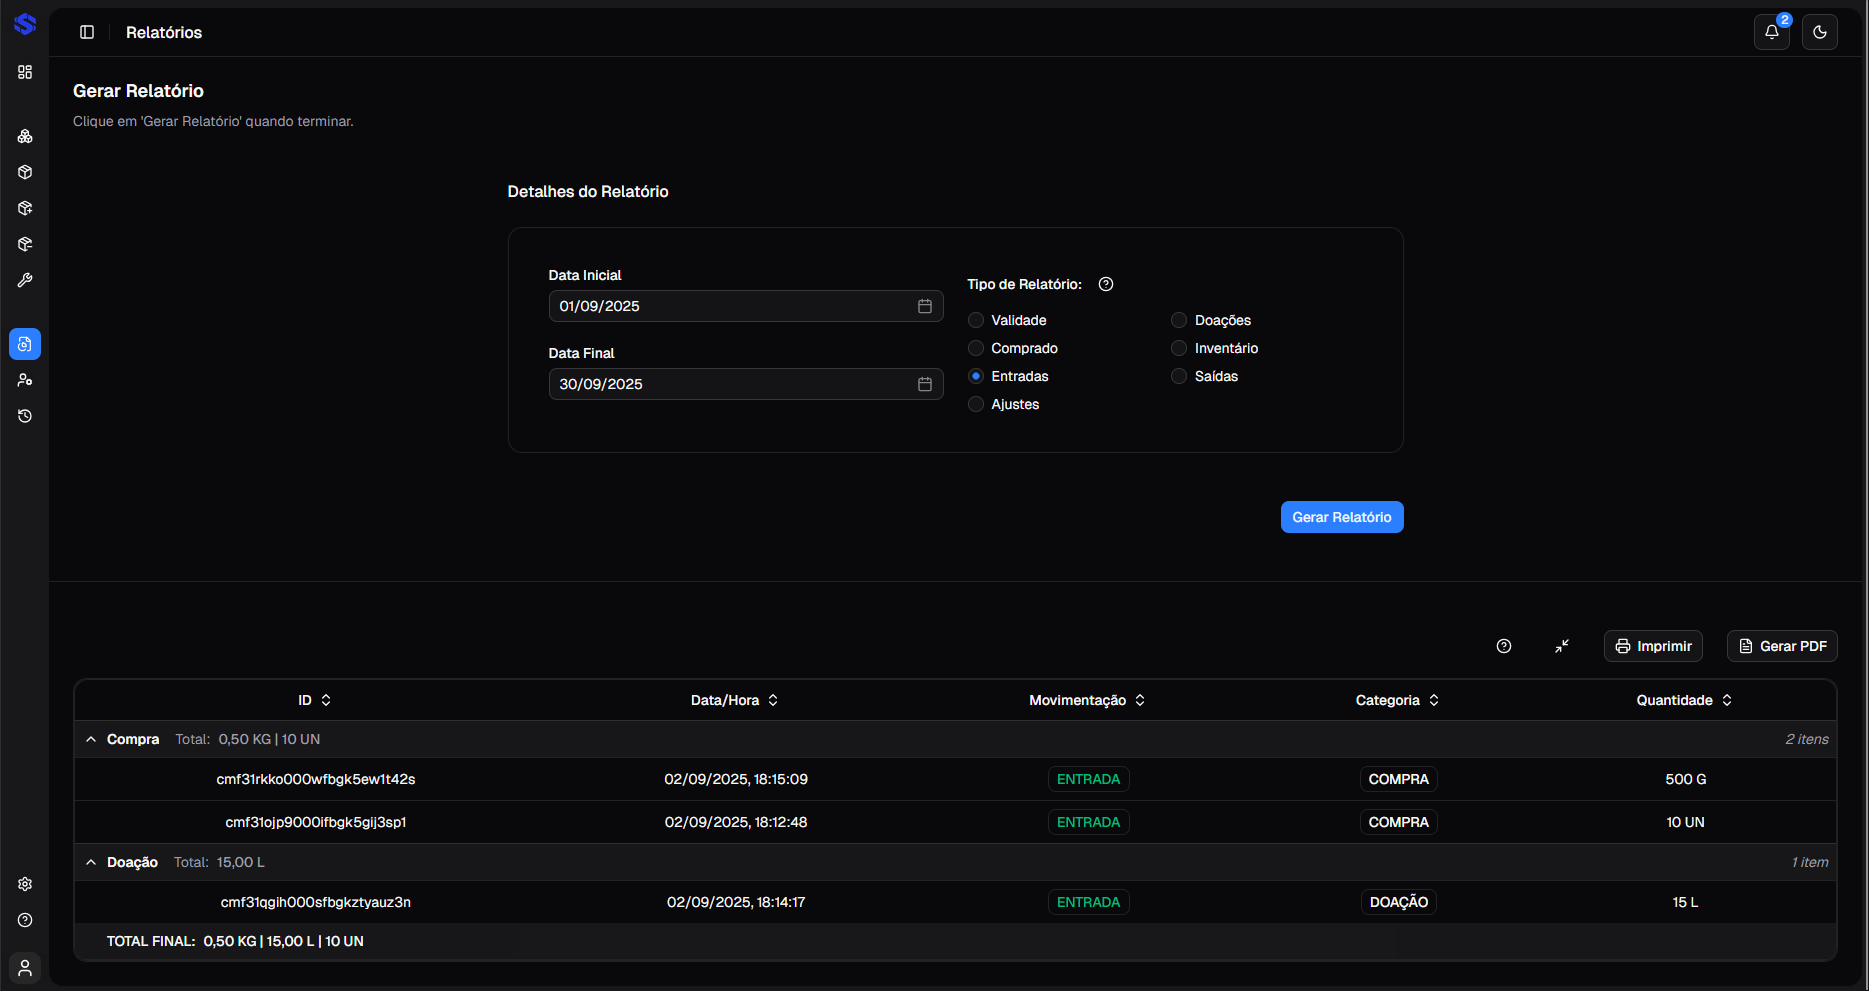 Relatórios
2
Gerar Relatório
Clique em 'Gerar Relatório' quando terminar.
Detalhes do Relatório
Data Inicial
01/09/2025
Data Final
30/09/2025
Tipo de Relatório:
Validade
Doações
Comprado
Inventário
Entradas
Saídas
Ajustes
Gerar Relatório
Imprimir
Gerar PDF
ID Data/Hora Movimentação Categoria Quantidade
Compra Total: 0,50 KG | 10 UN 2 itens
cmf31rkko000wfbgk5ew1t42s 02/09/2025, 18:15:09 ENTRADA COMPRA 500 G
cmf31ojp9000ifbgk5gij3sp1 02/09/2025, 18:12:48 ENTRADA COMPRA 10 UN
Doação Total: 15,00 L 1 item
cmf31qgih000sfbgkztyauz3n 02/09/2025, 18:14:17 ENTRADA DOAÇÃO 15 L
TOTAL FINAL: 0,50 KG | 15,00 L | 10 UN